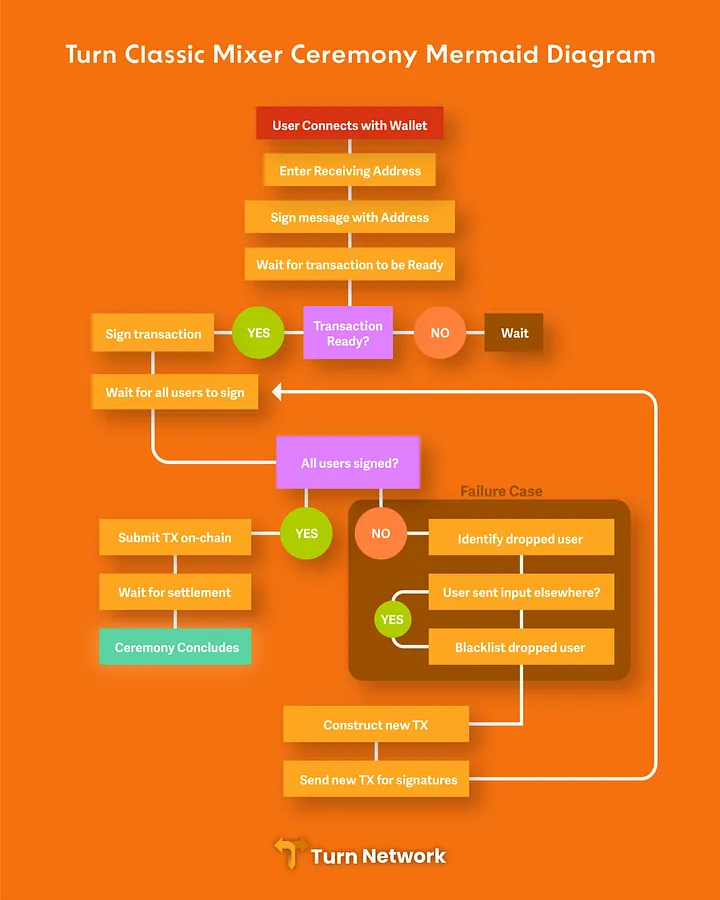 Turn Classic Mixer Ceremony Mermaid Diagram
User Connects with Wallet
Enter Receiving Address
Sign message with Address
Wait for transaction to be Ready
Sign transaction
YES
Transaction
Ready?
NO
Wait
Wait for all users to sign
All users signed?
Failure Case
Submit TX on-chain
YES
NO
Identify dropped user
Wait for settlement
User sent input elsewhere?
YES
Ceremony Concludes
Blacklist dropped user
Construct new TX
Send new TX for signatures
Turn Network